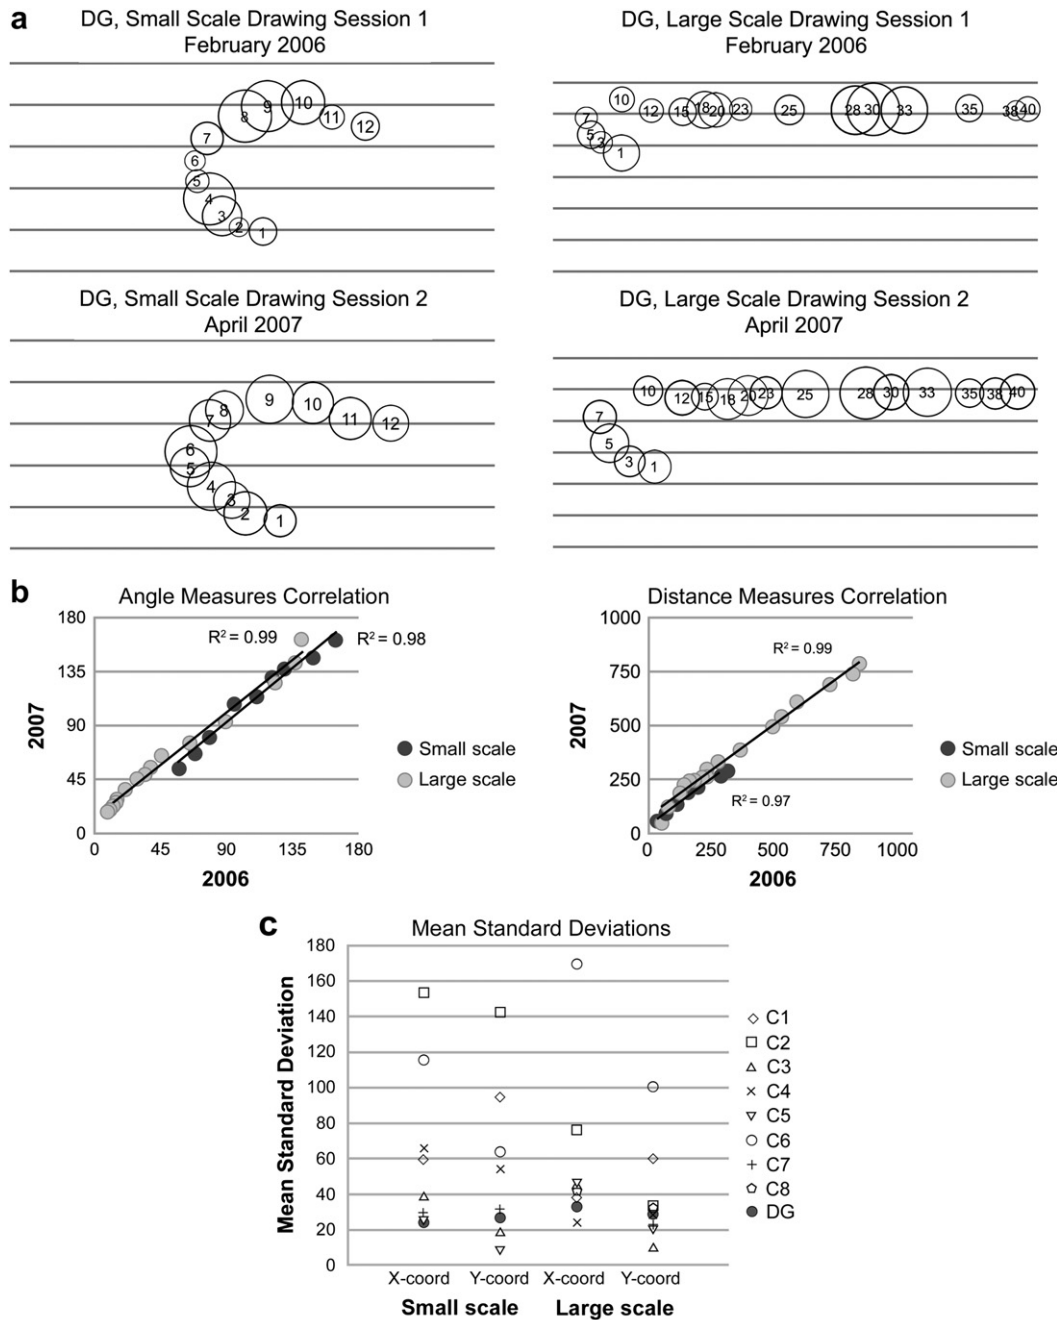 a
DG, Small Scale Drawing Session 1
February 2006
1
2
3
4
5
6
7
8
9
10
11
12
DG, Large Scale Drawing Session 1
February 2006
1
3
5
7
10
12
15
18
20
23
25
28
30
33
35
38
40
DG, Small Scale Drawing Session 2
April 2007
1
2
3
4
5
6
7
8
9
10
11
12
DG, Large Scale Drawing Session 2
April 2007
1
3
5
7
10
12
15
18
20
23
25
28
30
33
35
38
40
b
Angle Measures Correlation
180
135
90
45
0
2007
R² = 0.99
R² = 0.98
Small scale
Large scale
0 45 90 135 180
2006
Distance Measures Correlation
1000
750
500
250
0
2007
R² = 0.99
R² = 0.97
Small scale
Large scale
0 250 500 750 1000
2006
c
Mean Standard Deviations
Mean Standard Deviation
180
160
140
120
100
80
60
40
20
0
X-coord Y-coord X-coord Y-coord
Small scale Large scale
C1
C2
C3
C4
C5
C6
C7
C8
DG